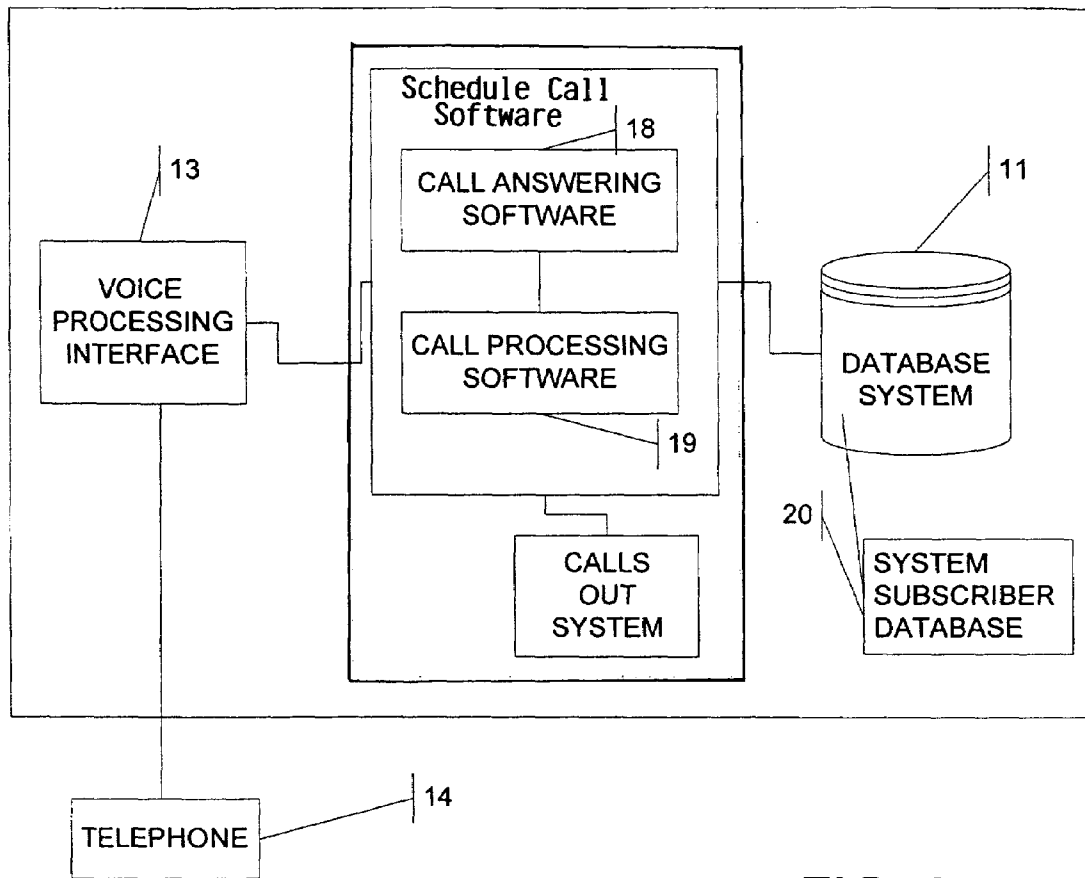 Schedule Call
Software
18
CALL ANSWERING
SOFTWARE
13
VOICE
PROCESSING
INTERFACE
CALL PROCESSING
SOFTWARE
19
11
DATABASE
SYSTEM
CALLS
OUT
SYSTEM
20
SYSTEM
SUBSCRIBER
DATABASE
14
TELEPHONE